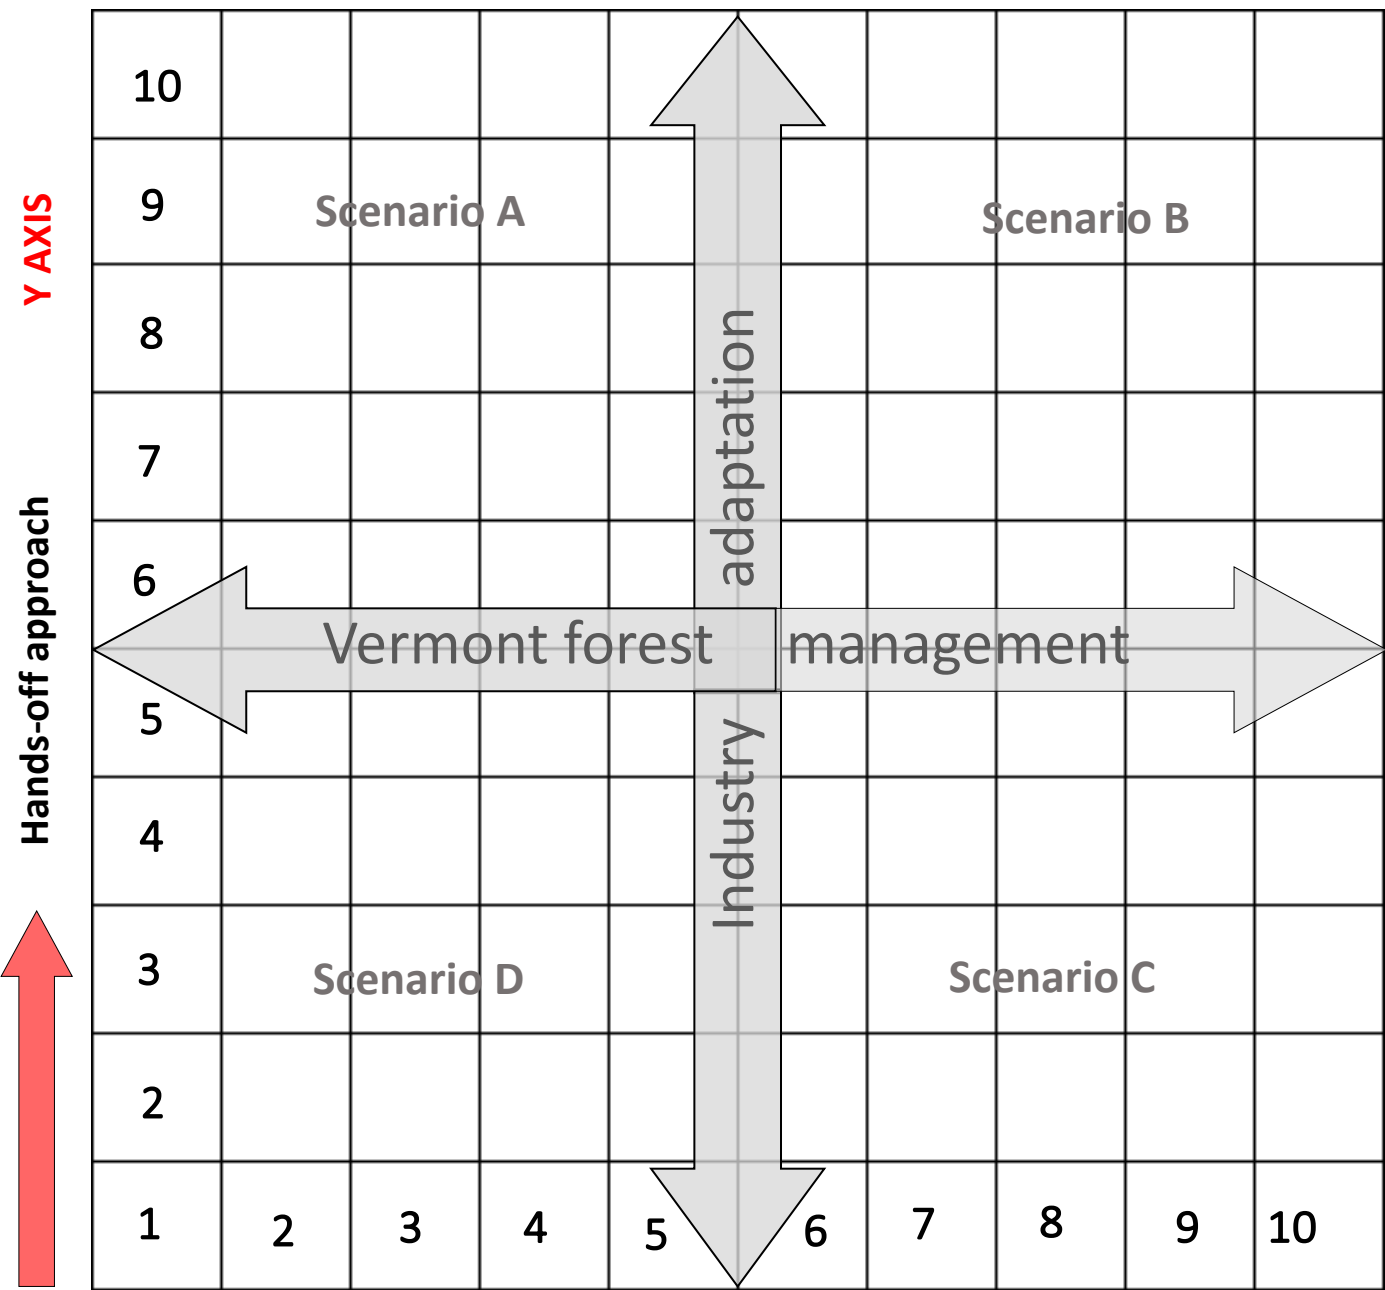 10
9
Scenario A
Scenario B
Y AXIS
8
adaptation
7
Hands-off approach
6
Vermont forest management
5
Industry
4
3
Scenario D
Scenario C
2
1 2 3 4 5 6 7 8 9 10